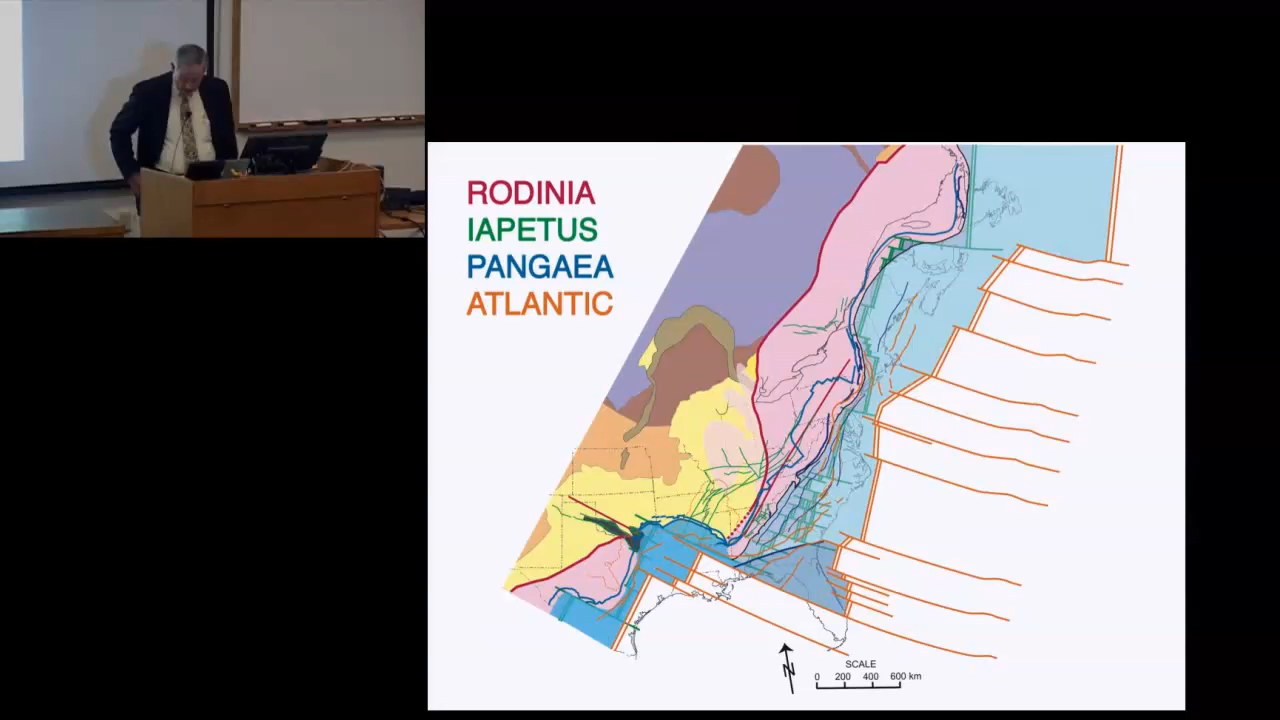 RODINIA
IAPETUS
PANGAEA
ATLANTIC
N
SCALE
0 200 400 600 km